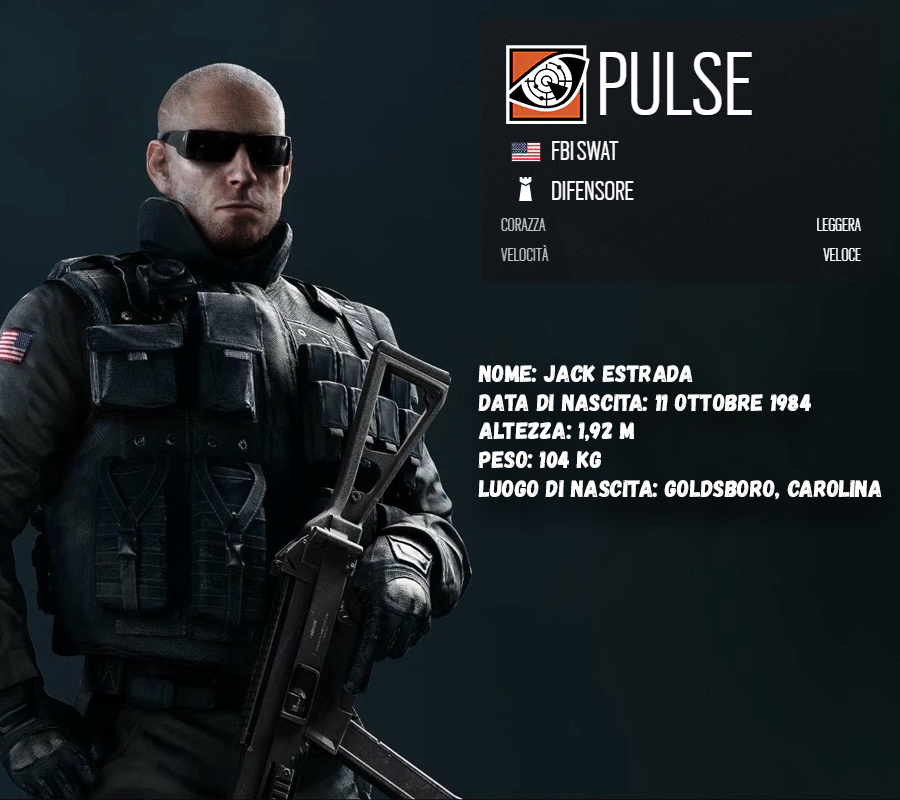 PULSE
FBI SWAT
DIFENSORE
CORAZZA LEGGERA
VELOCITÀ VELOCE
NOME: JACK ESTRADA
DATA DI NASCITA: 11 OTTOBRE 1984
ALTEZZA: 1,92 M
PESO: 104 KG
LUOGO DI NASCITA: GOLDSBORO, CAROLINA